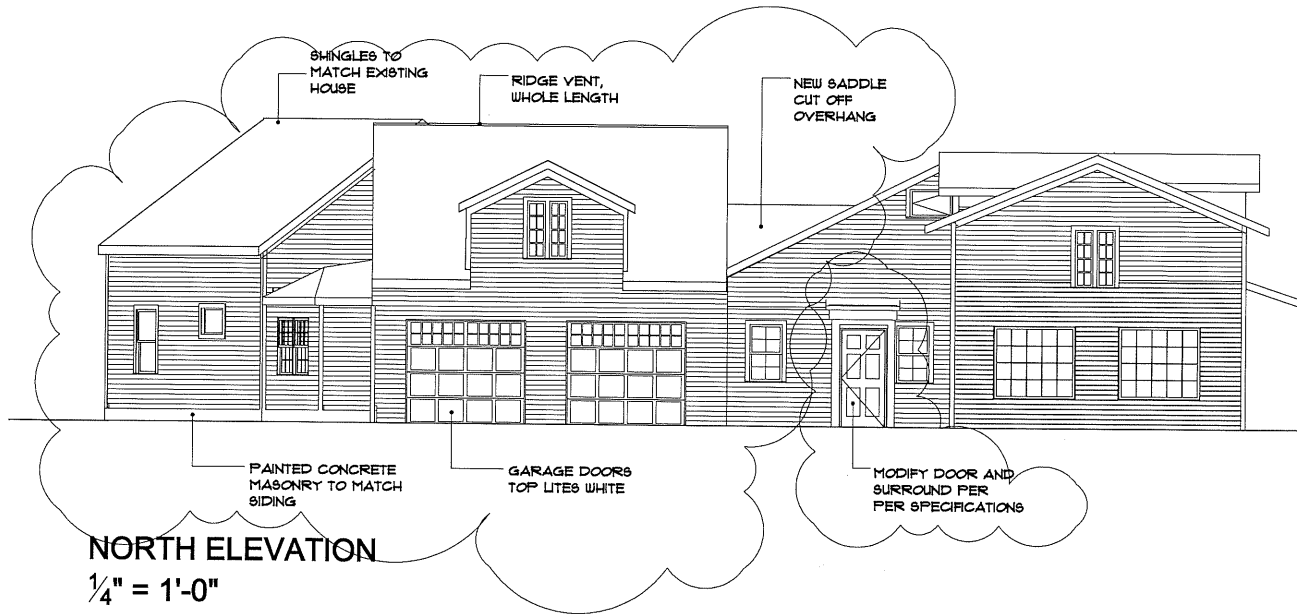 SHINGLES TO
MATCH EXISTING
HOUSE
RIDGE VENT,
WHOLE LENGTH
NEW SADDLE
CUT OFF
OVERHANG
PAINTED CONCRETE
MASONRY TO MATCH
SIDING
GARAGE DOORS
TOP LITES WHITE
MODIFY DOOR AND
SURROUND PER
PER SPECIFICATIONS
NORTH ELEVATION
¼" = 1'-0"